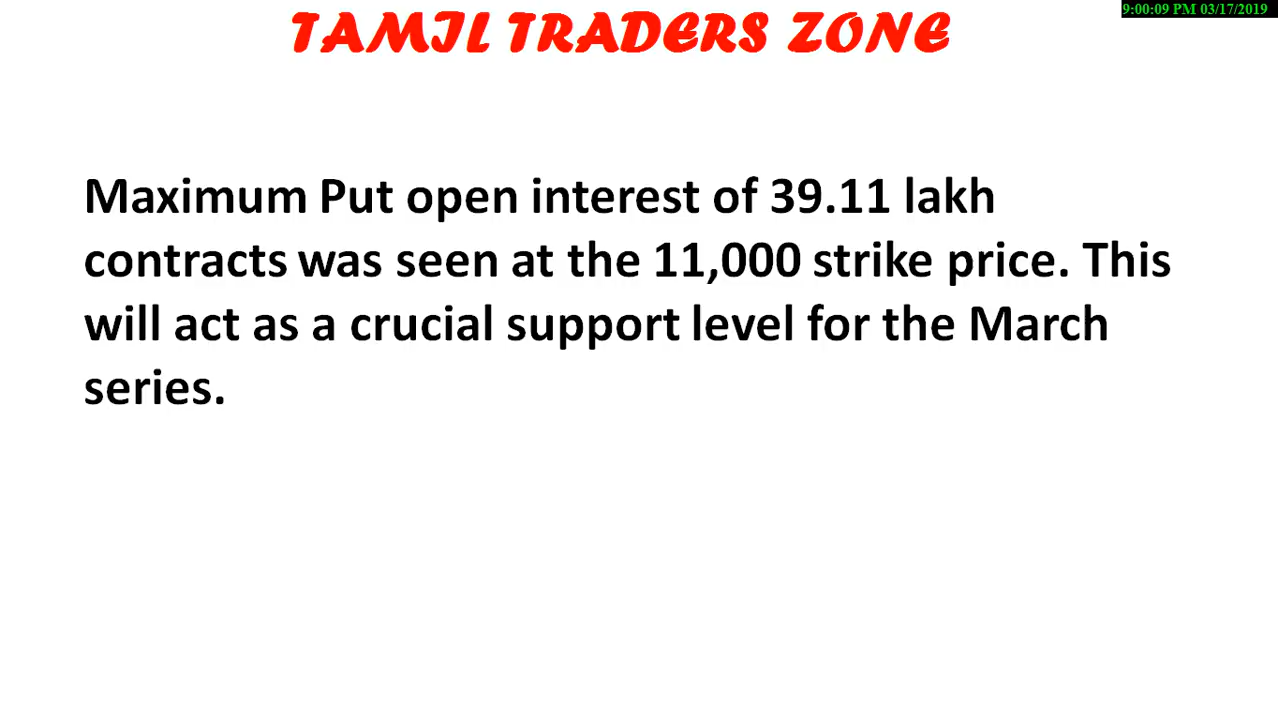 9:00:09 PM 03/17/2019
TAMIL TRADERS ZONE
Maximum Put open interest of 39.11 lakh
contracts was seen at the 11,000 strike price. This
will act as a crucial support level for the March
series.